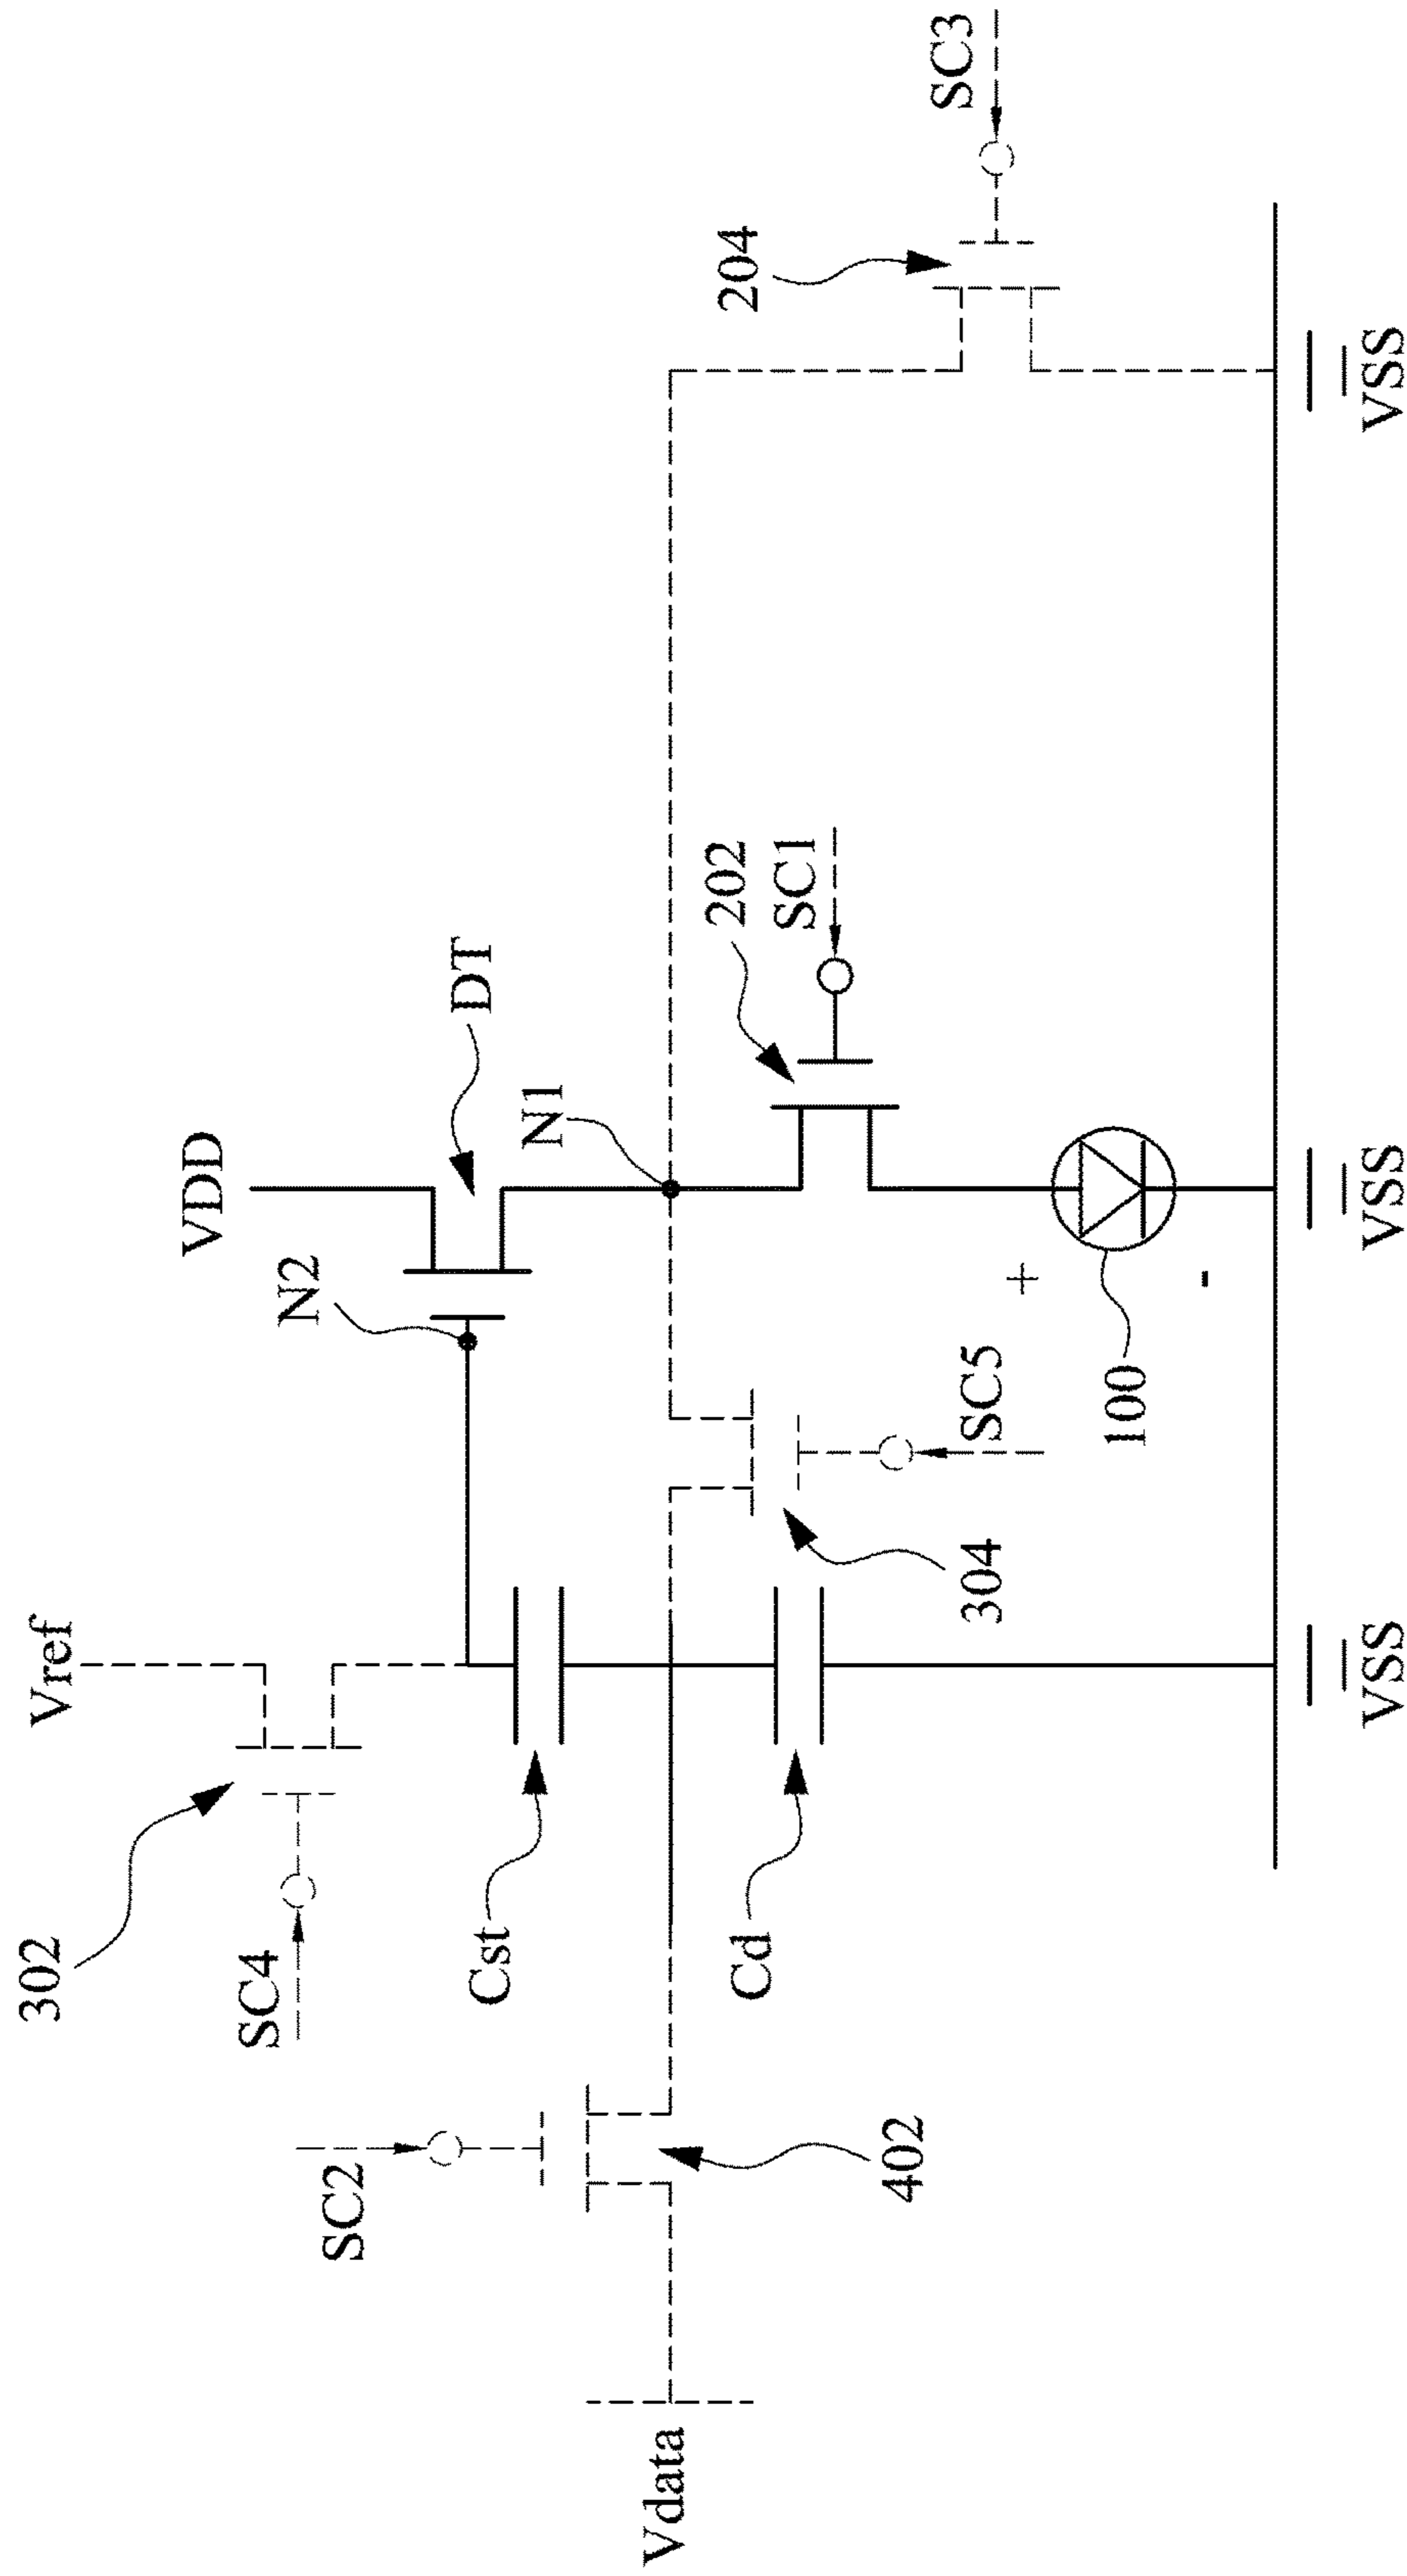 Vref
302
SC4
VDD
N2
DT
N1
SC2
Cst
Cd
402
Vdata
304
SC5
202
SC1
100
+
-
204
SC3
VSS
VSS
VSS